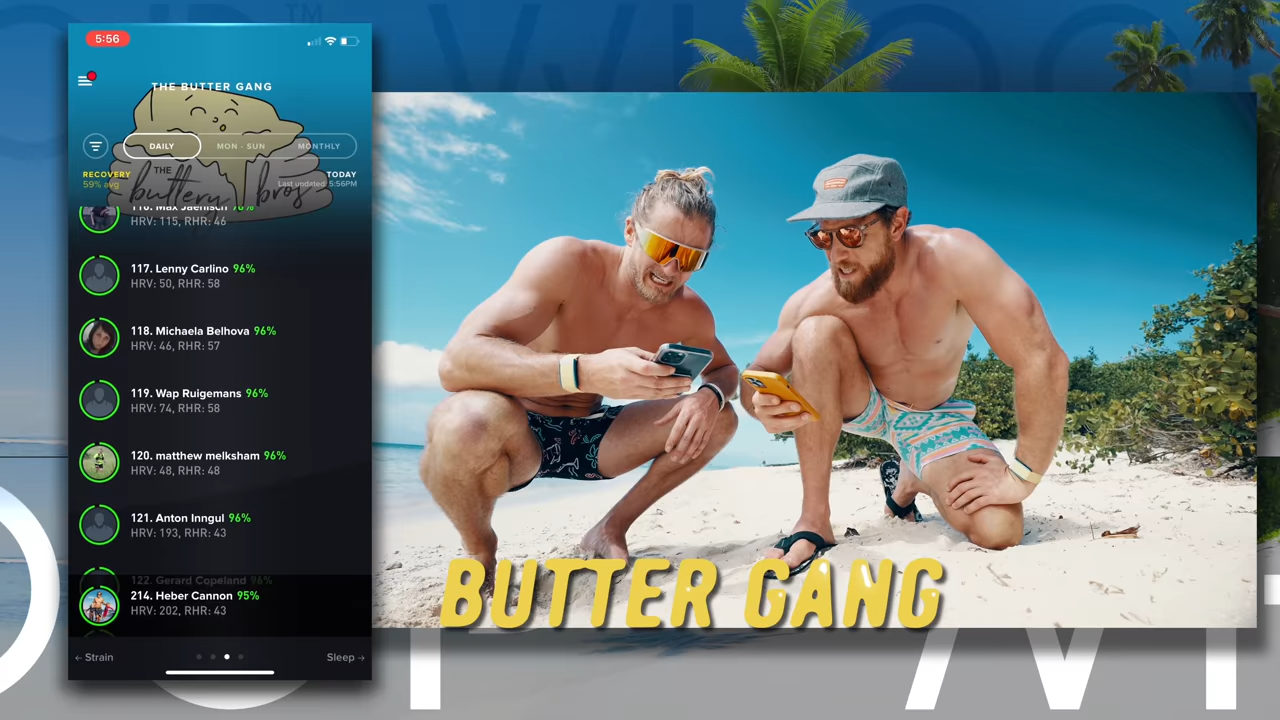 5:56
THE BUTTER GANG
DAILY
MON - SUN
MONTHLY
RECOVERY
59% avg
TODAY
Last updated: 5:56PM
THE
buttery bros
116. Max Jaenisch 96%
HRV: 115, RHR: 46
117. Lenny Carlino 96%
HRV: 50, RHR: 58
118. Michaela Belhova 96%
HRV: 46, RHR: 57
119. Wap Ruigemans 96%
HRV: 74, RHR: 58
120. matthew melksham 96%
HRV: 48, RHR: 48
121. Anton Inngul 96%
HRV: 193, RHR: 43
122. Gerard Copeland 96%
214. Heber Cannon 95%
HRV: 202, RHR: 43
← Strain
Sleep →
BUTTER GANG